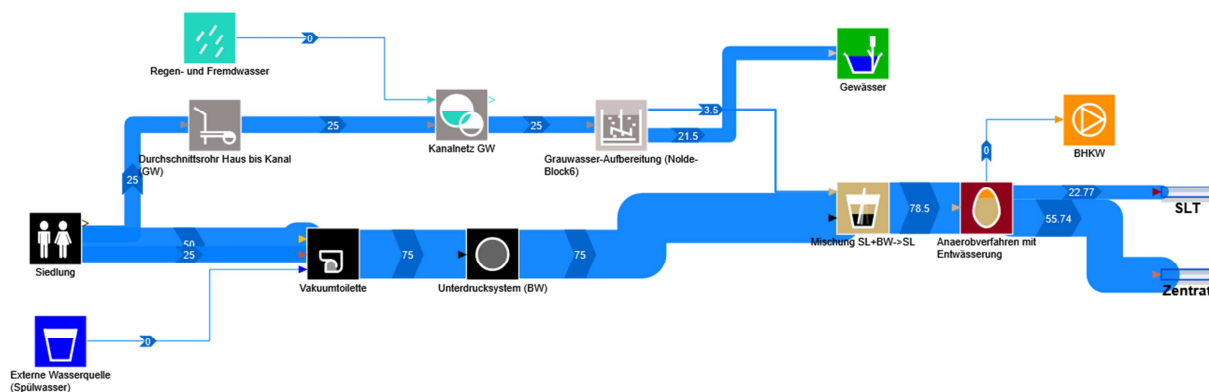 0
Regen- und Fremdwasser
Gewässer
3.5
25
25
21.5
Durchschnittsrohr Haus bis Kanal
(GW)
Kanalnetz GW
Grauwasser-Aufbereitung (Nolde-
Block6)
0
BHKW
25
22.77
SLT
78.5
55.74
50
25
Siedlung
Mischung SL+BW->SL
Anaerobverfahren mit
Entwässerung
75
75
Vakuumtoilette
Unterdrucksystem (BW)
Zentrat
0
Externe Wasserquelle
(Spülwasser)